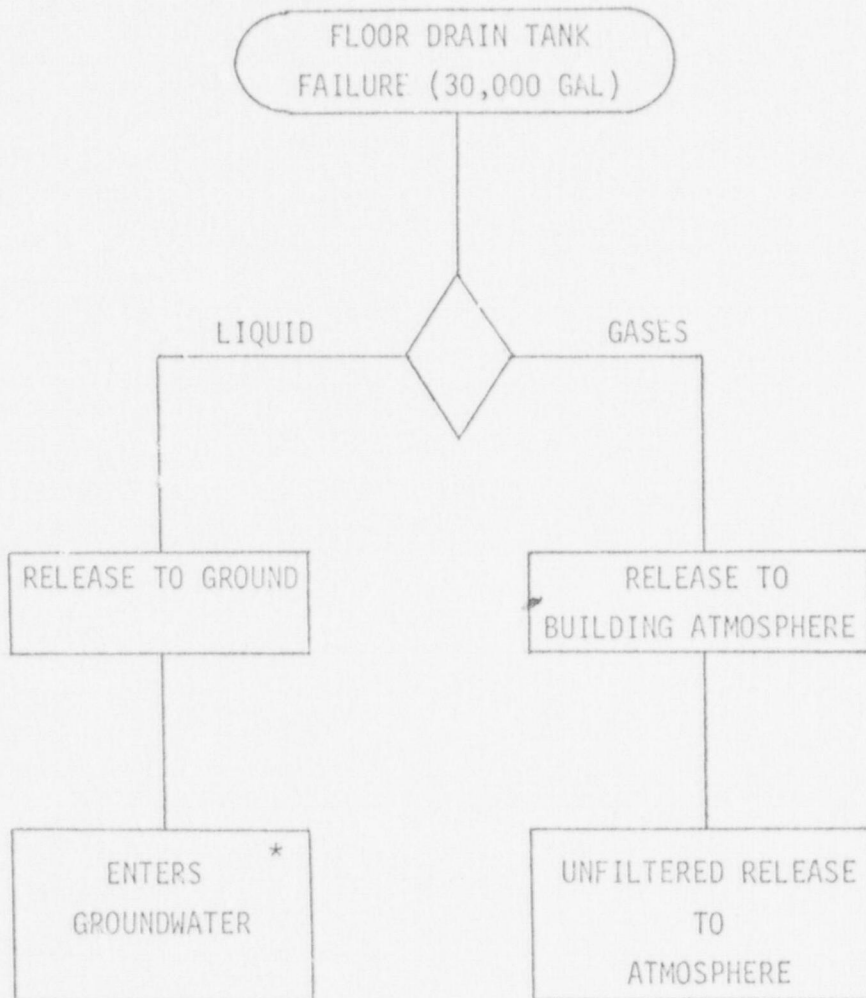 FLOOR DRAIN TANK
FAILURE (30,000 GAL)
LIQUID
GASES
RELEASE TO GROUND
RELEASE TO
BUILDING ATMOSPHERE
ENTERS *
GROUNDWATER
UNFILTERED RELEASE
TO
ATMOSPHERE